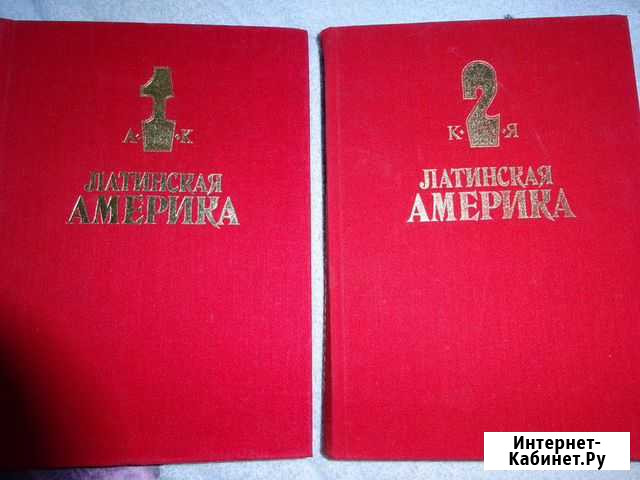 1
А·К
ЛАТИНСКАЯ
АМЕРИКА
2
К·Я
ЛАТИНСКАЯ
АМЕРИКА
Интернет-
Кабинет.Ру